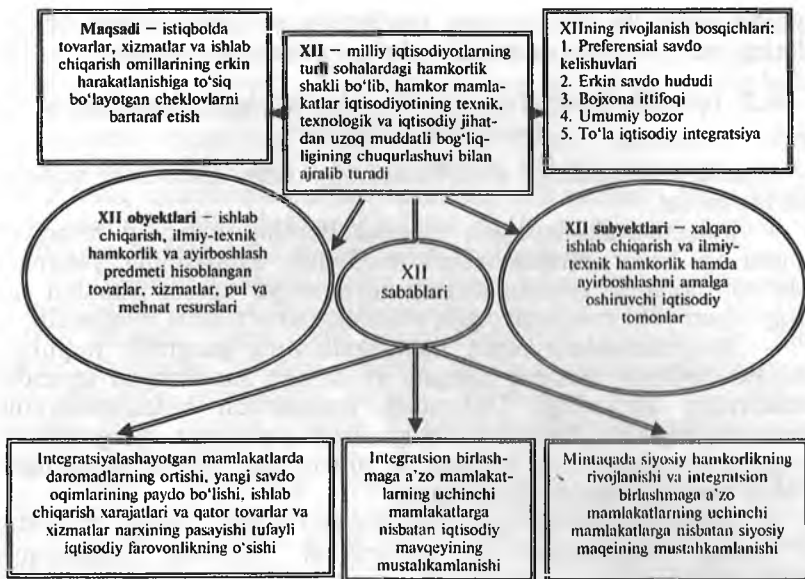 Maqsadi – istiqbolda
tovarlar, xizmatlar va ishlab
chiqarish omillarining erkin
harakatlanishiga to‘siq
bo‘layotgan cheklovlarni
bartaraf etish
XII – milliy iqtisodiyotlarning
turli sohalardagi hamkorlik
shakli bo‘lib, hamkor mamla-
katlar iqtisodiyotining texnik,
texnologik va iqtisodiy jihat-
dan uzoq muddatli bog‘liq-
ligining chuqurlashuvi bilan
ajralib turadi
XIIning rivojlanish bosqichlari:
1. Preferensial savdo
kelishuvlari
2. Erkin savdo hududi
3. Bojxona ittifoqi
4. Umumiy bozor
5. To‘la iqtisodiy integratsiya
XII obyektlari – ishlab
chiqarish, ilmiy-texnik
hamkorlik va ayirboshlash
predmeti hisoblangan
tovarlar, xizmatlar, pul va
mehnat resurslari
XII
sabablari
XII subyektlari – xalqaro
ishlab chiqarish va ilmiy-
texnik hamkorlik hamda
ayirboshlashni amalga
oshiruvchi iqtisodiy
tomonlar
Integratsiyalashayotgan mamlakatlarda
daromadlarning ortishi, yangi savdo
oqimlarining paydo bo‘lishi, ishlab
chiqarish xarajatlari va qator tovarlar va
xizmatlar narxining pasayishi tufayli
iqtisodiy farovonlikning o‘sishi
Integratsion birlash-
maga a’zo mamlakat-
larning uchinchi
mamlakatlarga
nisbatan iqtisodiy
mavqeyining
mustahkamlanishi
Mintaqada siyosiy hamkorlikning
rivojlanishi va integratsion
birlashmaga a’zo
mamlakatlarning uchinchi
mamlakatlarga nisbatan siyosiy
maqeining mustahkamlanishi